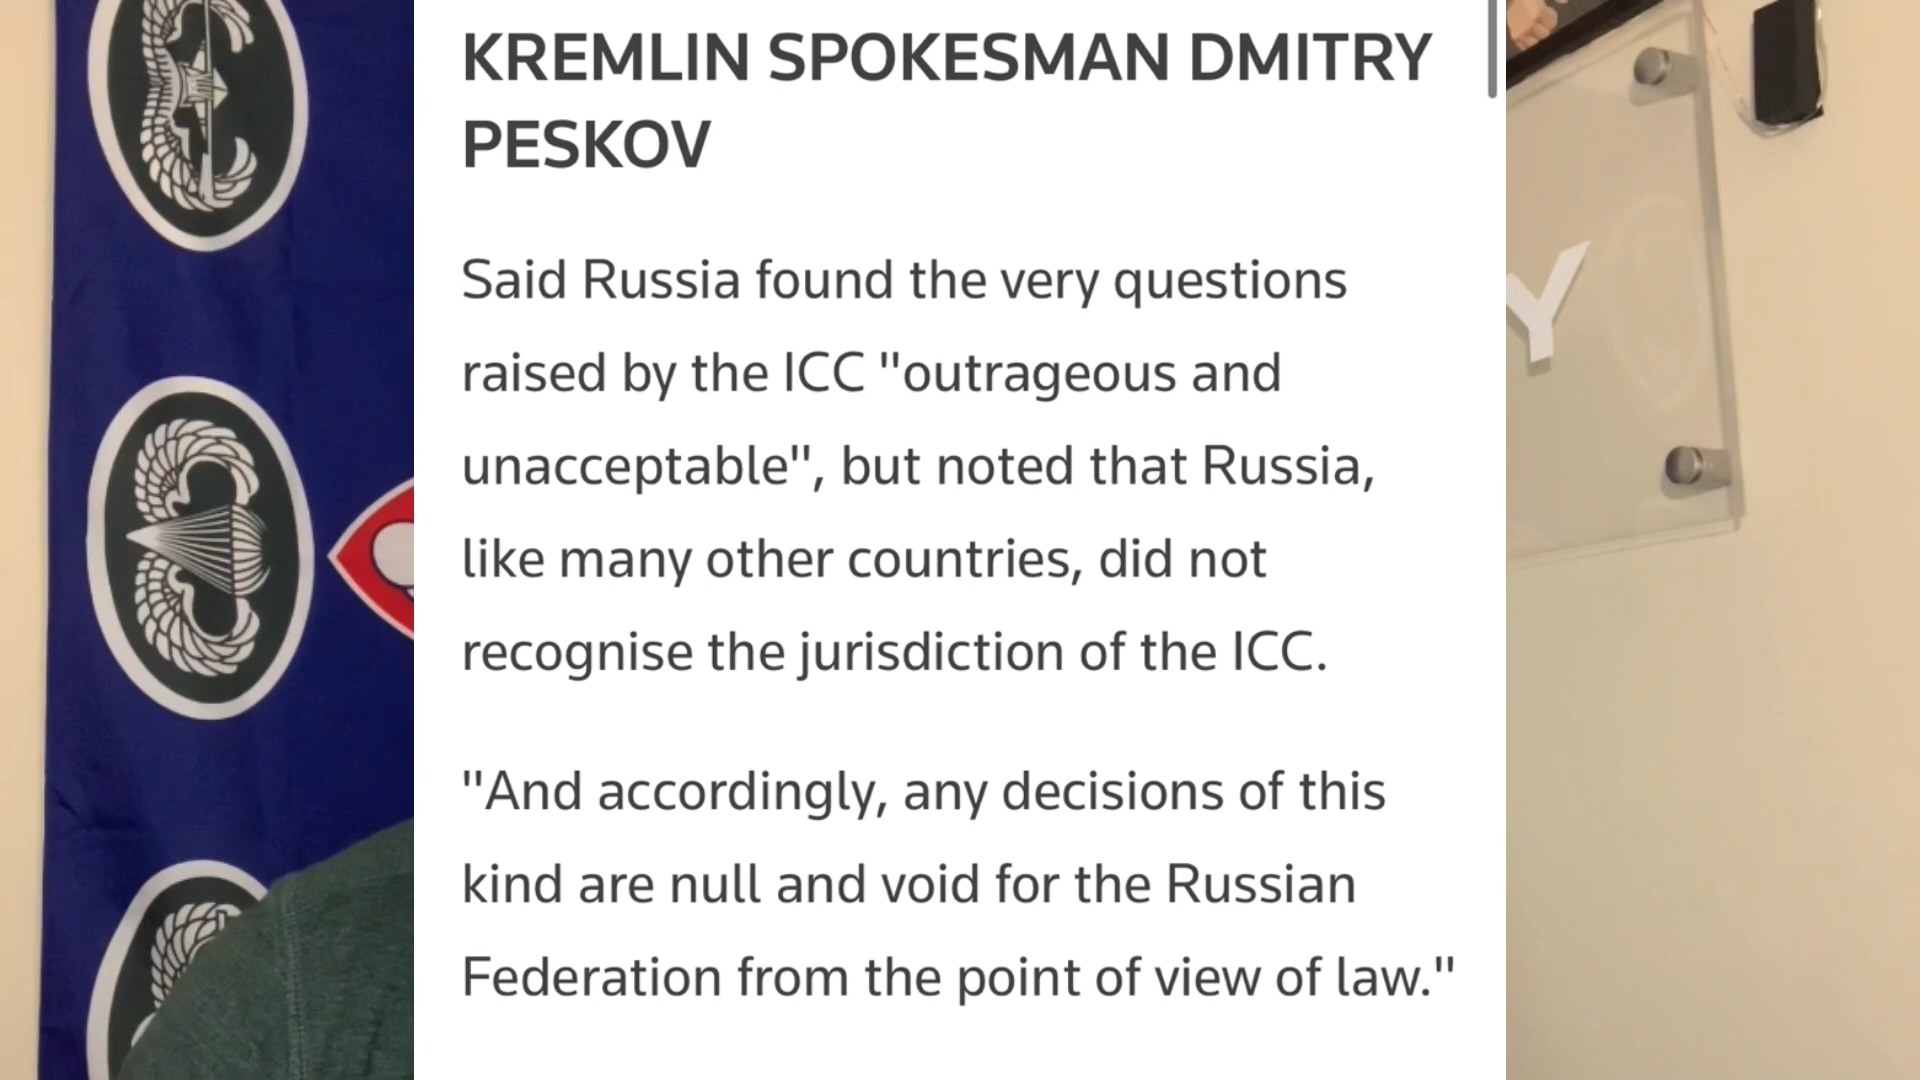 KREMLIN SPOKESMAN DMITRY
PESKOV
Said Russia found the very questions
raised by the ICC "outrageous and
unacceptable", but noted that Russia,
like many other countries, did not
recognise the jurisdiction of the ICC.
"And accordingly, any decisions of this
kind are null and void for the Russian
Federation from the point of view of law."
Y